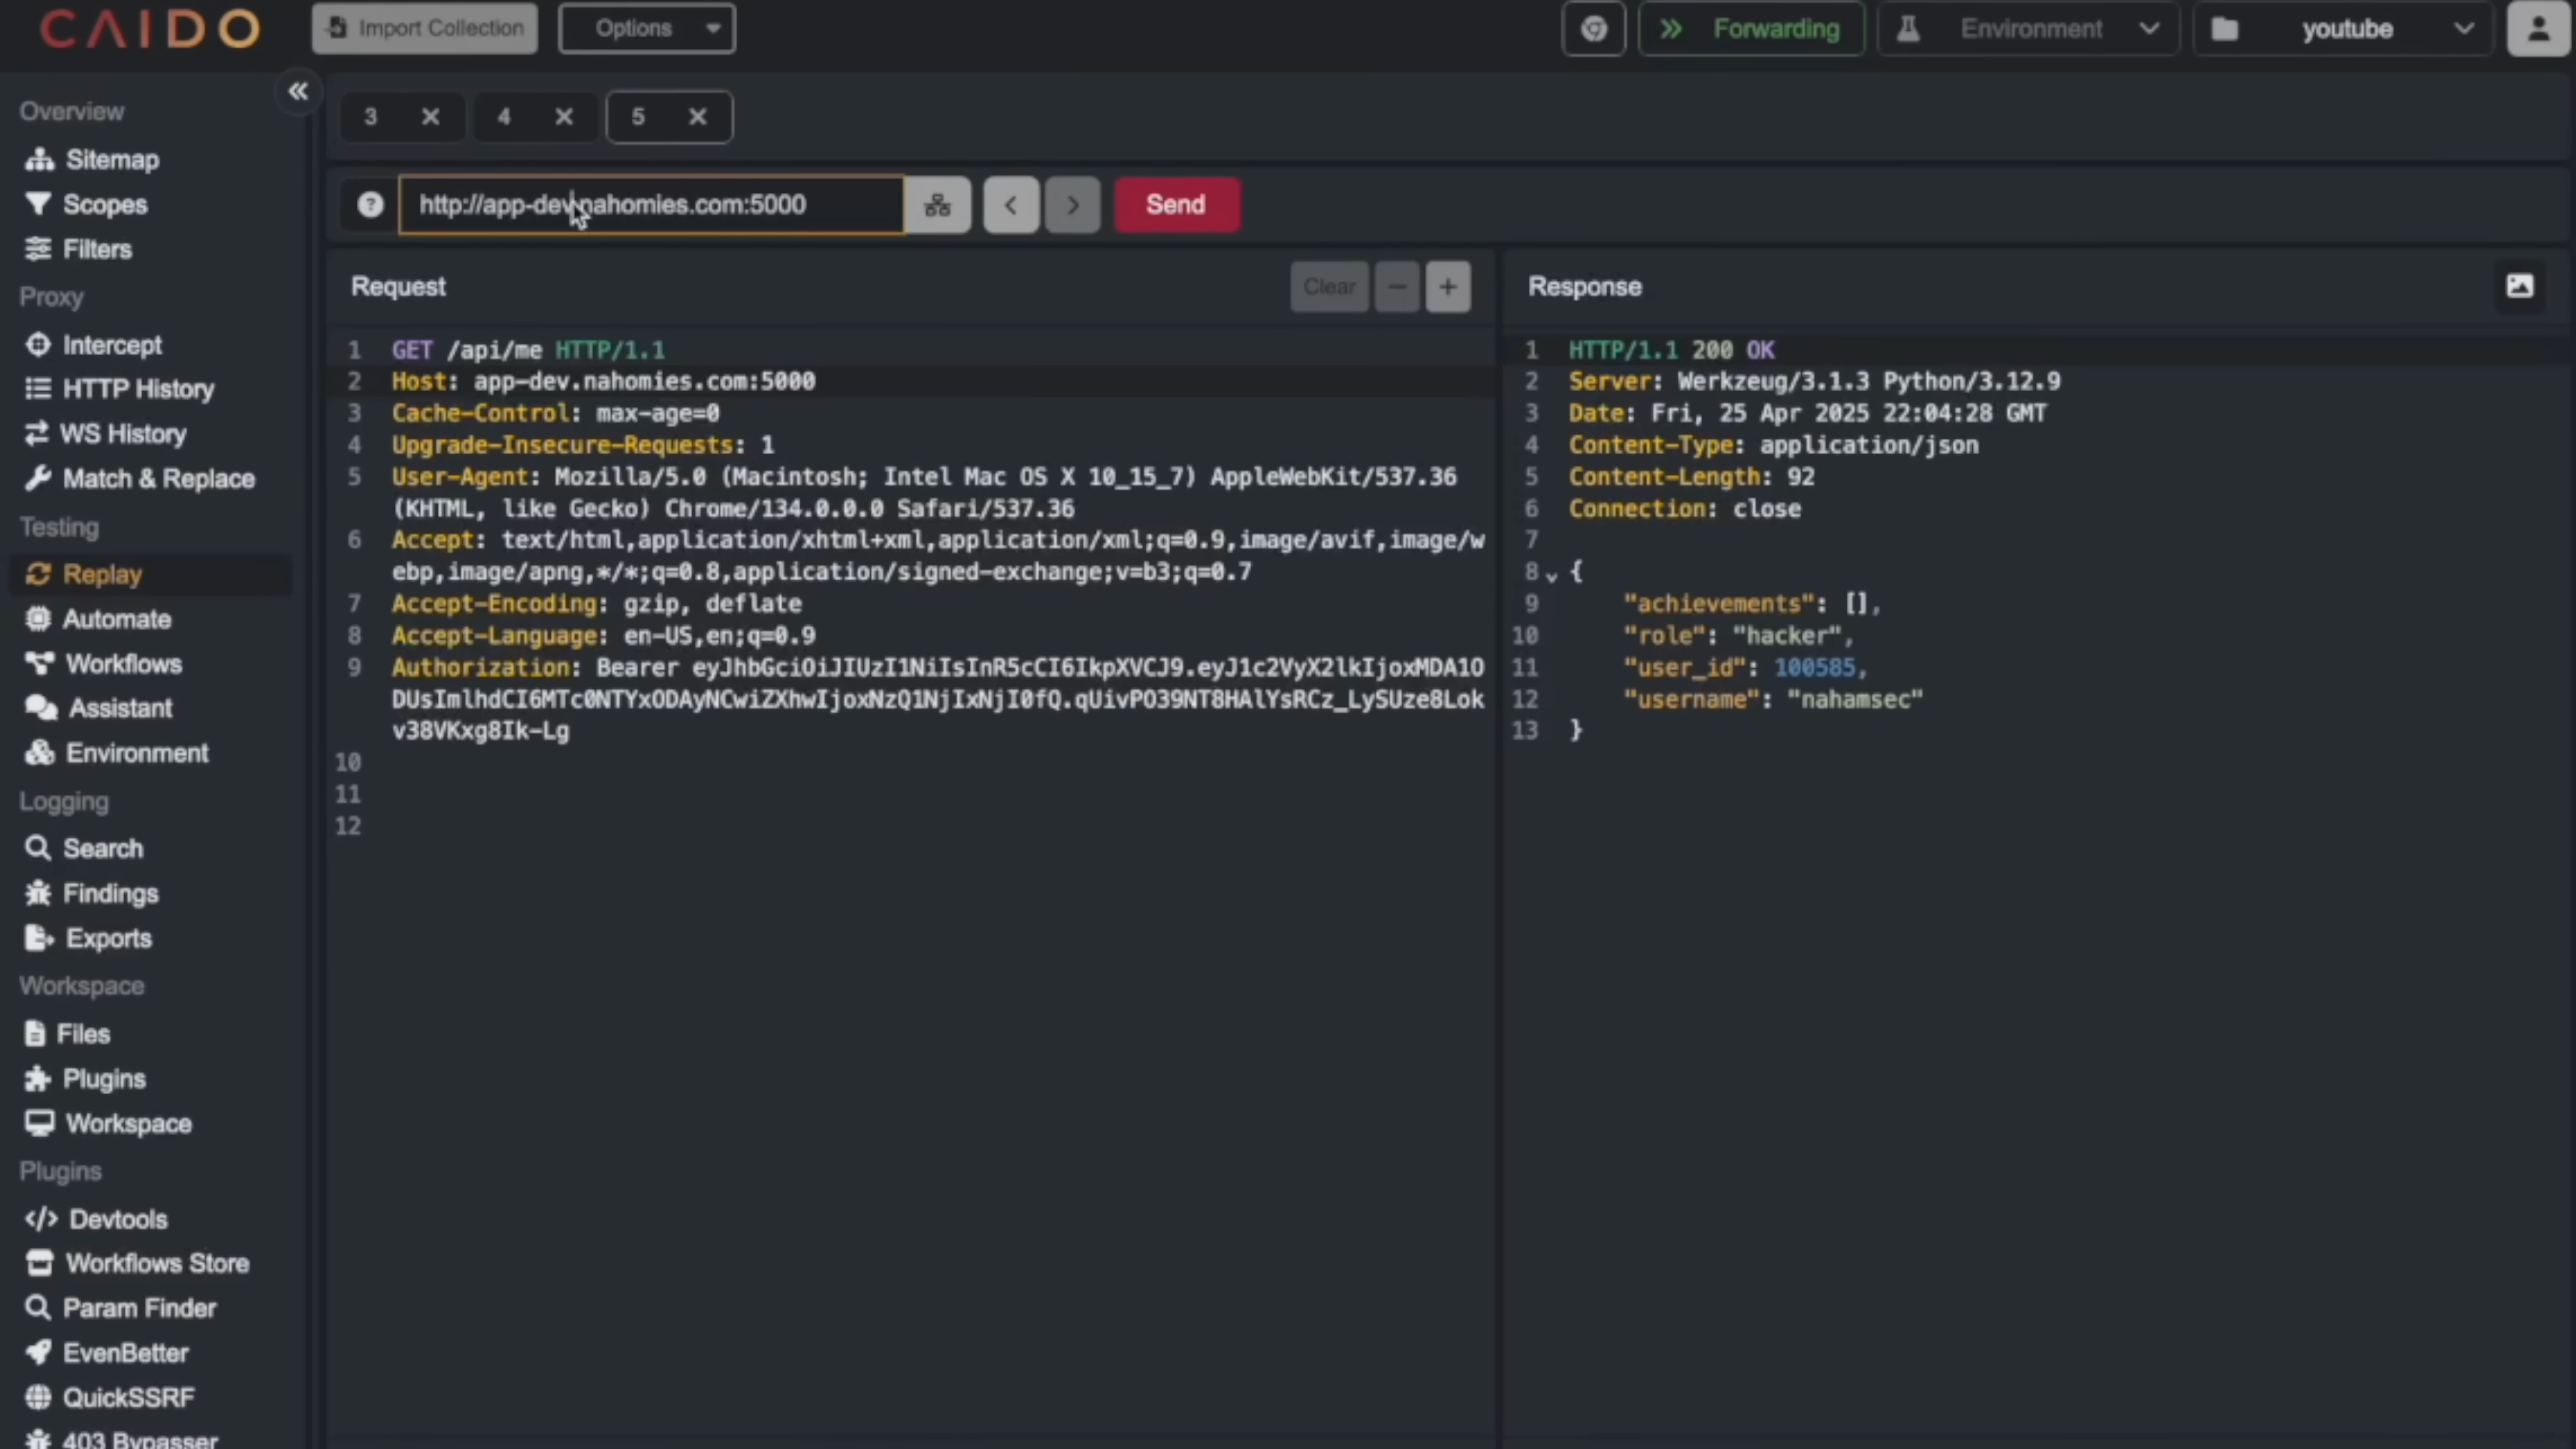 CAIDO
Import Collection
Options
Forwarding
Environment
youtube
Overview
Sitemap
Scopes
Filters
Proxy
Intercept
HTTP History
WS History
Match & Replace
Testing
Replay
Automate
Workflows
Assistant
Environment
Logging
Search
Findings
Exports
Workspace
Files
Plugins
Workspace
Plugins
Devtools
Workflows Store
Param Finder
EvenBetter
QuickSSRF
403 Bypasser
3
4
5
http://app-dev.nahomies.com:5000
Send
Request
Clear
1 GET /api/me HTTP/1.1
2 Host: app-dev.nahomies.com:5000
3 Cache-Control: max-age=0
4 Upgrade-Insecure-Requests: 1
5 User-Agent: Mozilla/5.0 (Macintosh; Intel Mac OS X 10_15_7) AppleWebKit/537.36
(KHTML, like Gecko) Chrome/134.0.0.0 Safari/537.36
6 Accept: text/html,application/xhtml+xml,application/xml;q=0.9,image/avif,image/w
ebp,image/apng,*/*;q=0.8,application/signed-exchange;v=b3;q=0.7
7 Accept-Encoding: gzip, deflate
8 Accept-Language: en-US,en;q=0.9
9 Authorization: Bearer eyJhbGciOiJIUzI1NiIsInR5cCI6IkpXVCJ9.eyJ1c2VyX2lkIjoxMDA1O
DUsImlhdCI6MTc0NTYxODAyNCwiZXhwIjoxNzQ1NjIxNjI0fQ.qUivPO39NT8HAlYsRCz_LySUze8Lok
v38VKxg8Ik-Lg
10
11
12
Response
1 HTTP/1.1 200 OK
2 Server: Werkzeug/3.1.3 Python/3.12.9
3 Date: Fri, 25 Apr 2025 22:04:28 GMT
4 Content-Type: application/json
5 Content-Length: 92
6 Connection: close
7
8 {
9 "achievements": [],
10 "role": "hacker",
11 "user_id": 100585,
12 "username": "nahamsec"
13 }